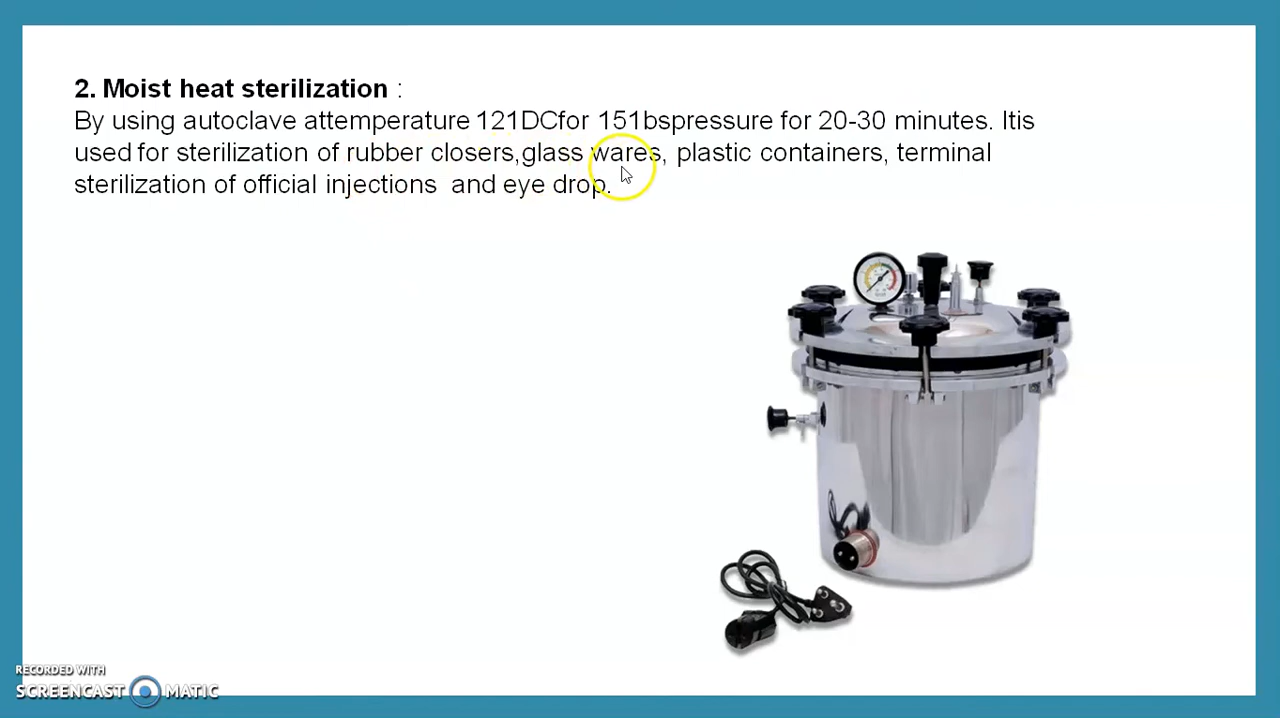 2. Moist heat sterilization :
By using autoclave attemperature 121DCfor 151bspressure for 20-30 minutes. Itis
used for sterilization of rubber closers,glass wares, plastic containers, terminal
sterilization of official injections and eye drop.
RECORDED WITH
SCREENCAST MATIC